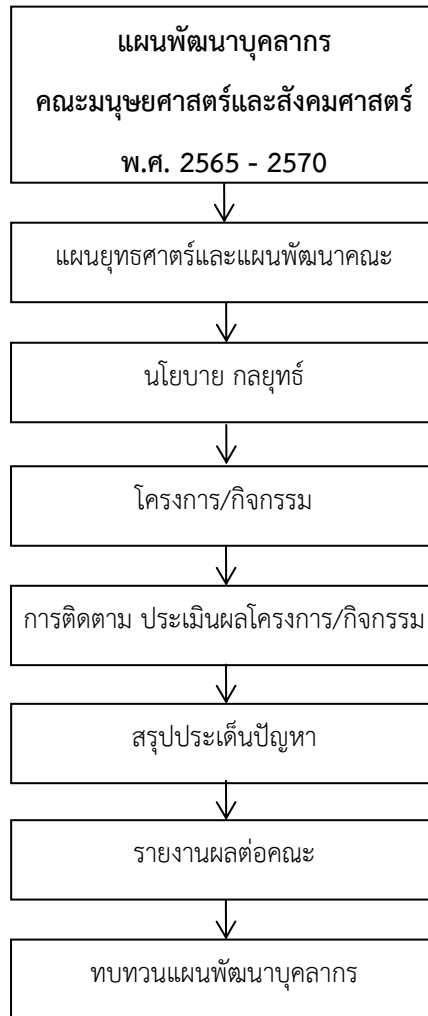 แผนพัฒนาบุคลากร
คณะมนุษยศาสตร์และสังคมศาสตร์
พ.ศ. 2565 - 2570
แผนยุทธศาตร์และแผนพัฒนาคณะ
นโยบาย กลยุทธ์
โครงการ/กิจกรรม
การติดตาม ประเมินผลโครงการ/กิจกรรม
สรุปประเด็นปัญหา
รายงานผลต่อคณะ
ทบทวนแผนพัฒนาบุคลากร